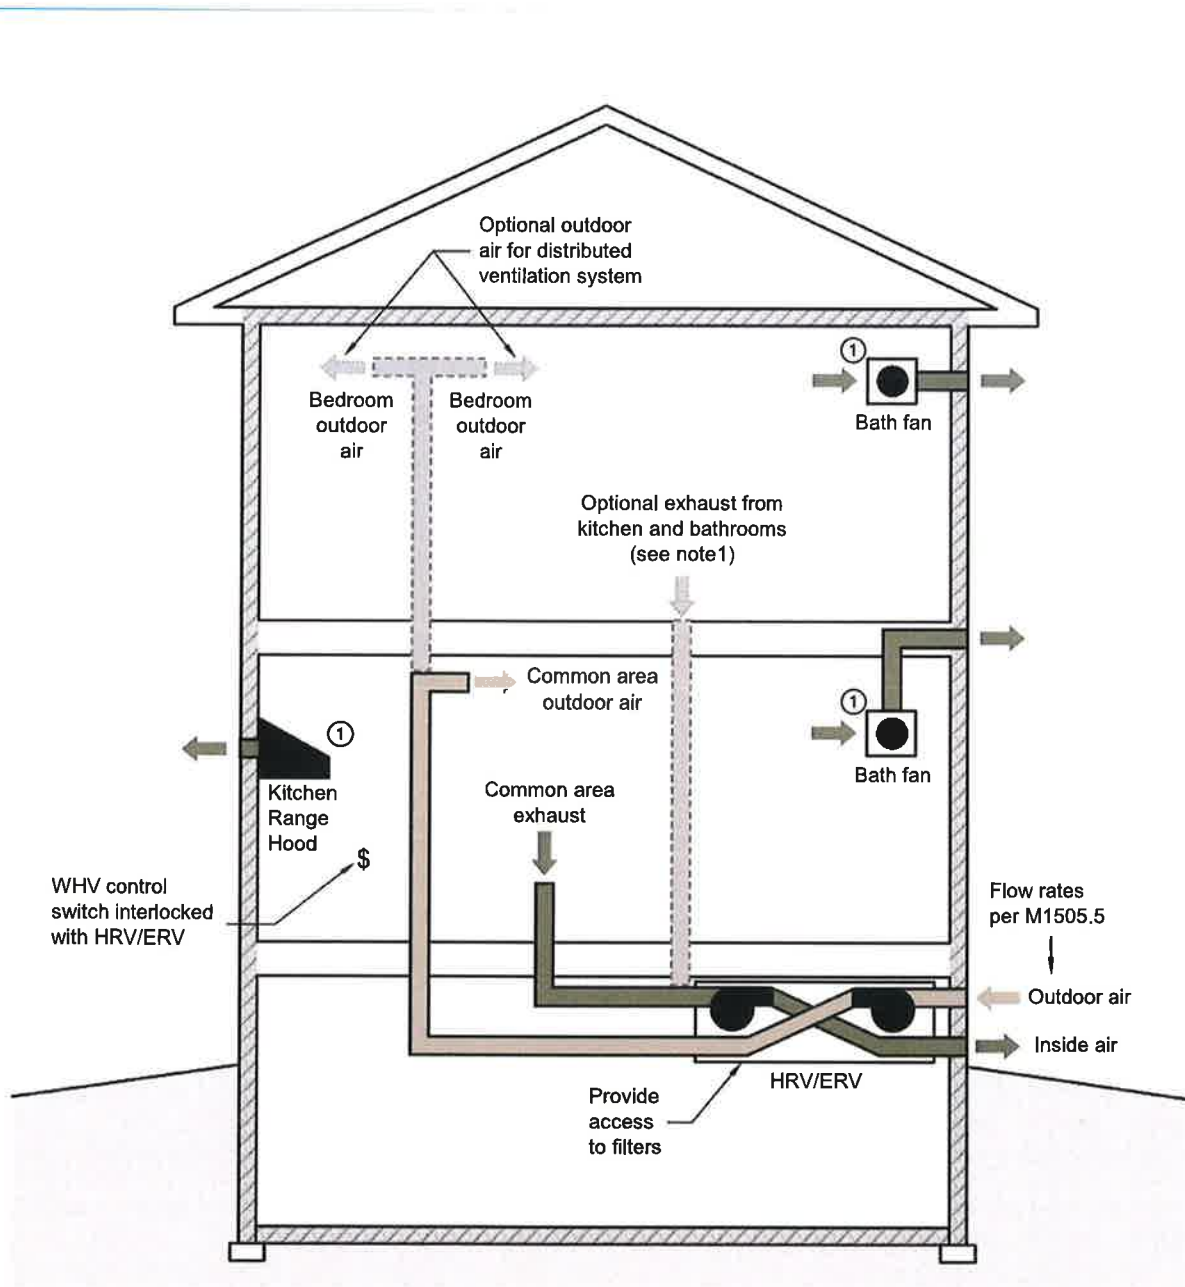 Optional outdoor
air for distributed
ventilation system
①
Bath fan
Bedroom
outdoor
air
Bedroom
outdoor
air
Optional exhaust from
kitchen and bathrooms
(see note1)
Common area
outdoor air
①
Bath fan
①
Kitchen
Range
Hood
Common area
exhaust
$
WHV control
switch interlocked
with HRV/ERV
Flow rates
per M1505.5
Outdoor air
Inside air
HRV/ERV
Provide
access
to filters